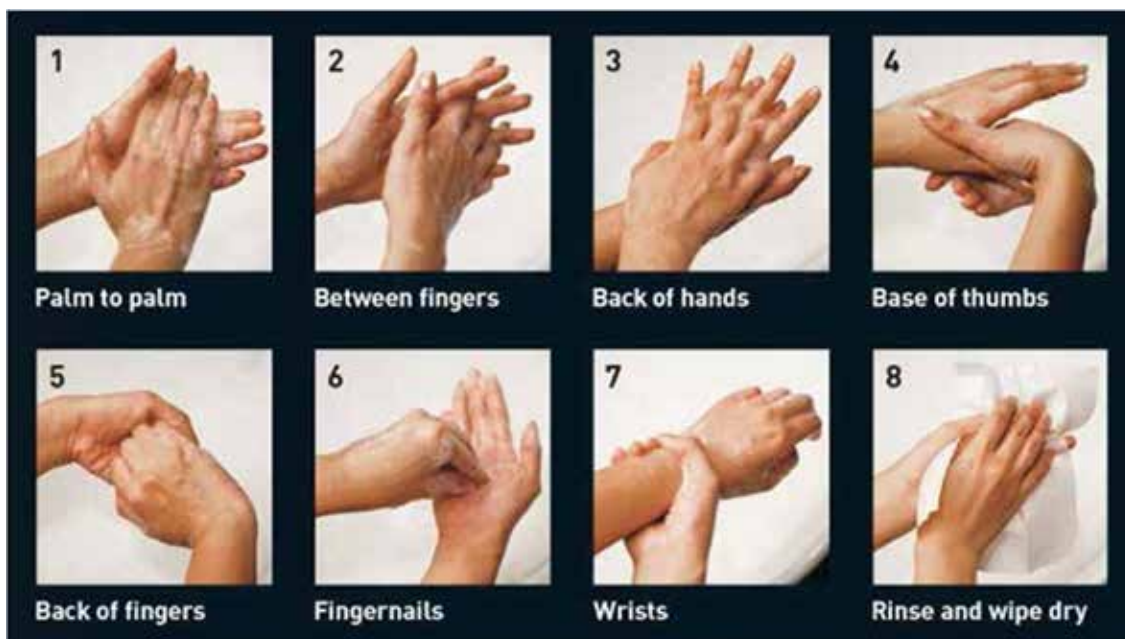 1
2
3
4
Palm to palm
Between fingers
Back of hands
Base of thumbs
5
6
7
8
Back of fingers
Fingernails
Wrists
Rinse and wipe dry